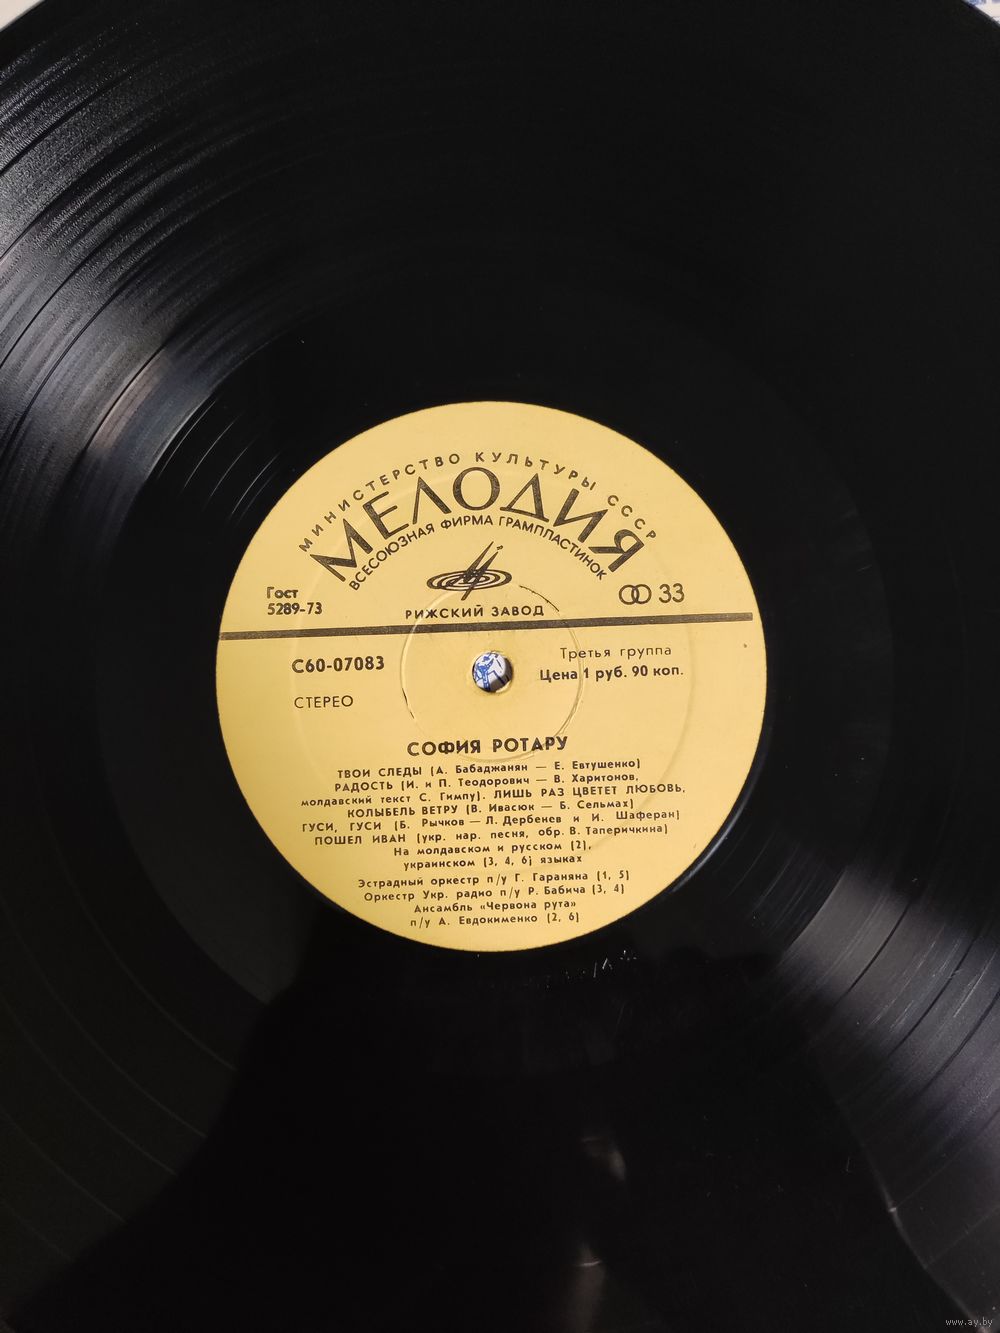 МИНИСТЕРСТВО КУЛЬТУРЫ СССР
МЕЛОДИЯ
ВСЕСОЮЗНАЯ ФИРМА ГРАМПЛАСТИНОК
Гост
5289-73
РИЖСКИЙ ЗАВОД
33
С60-07083
Третья группа
Цена 1 руб. 90 коп.
СТЕРЕО
СОФИЯ РОТАРУ
ТВОИ СЛЕДЫ (А. Бабаджанян — Е. Евтушенко)
РАДОСТЬ (И. и П. Теодорович — В. Харитонов,
молдавский текст С. Гимпу). ЛИШЬ РАЗ ЦВЕТЕТ ЛЮБОВЬ,
КОЛЫБЕЛЬ ВЕТРУ (В. Ивасюк — Б. Сельмах)
ГУСИ, ГУСИ (Б. Рычков — Л. Дербенев и И. Шаферан)
ПОШЕЛ ИВАН (укр. нар. песня, обр. В. Таперичкина)
На молдавском и русском (2),
украинском (3, 4, 6) языках
Эстрадный оркестр п/у Г. Гараняна (1, 5)
Оркестр Укр. радио п/у Р. Бабича (3, 4)
Ансамбль «Червона рута»
п/у А. Евдокименко (2, 6)
www.ay.by